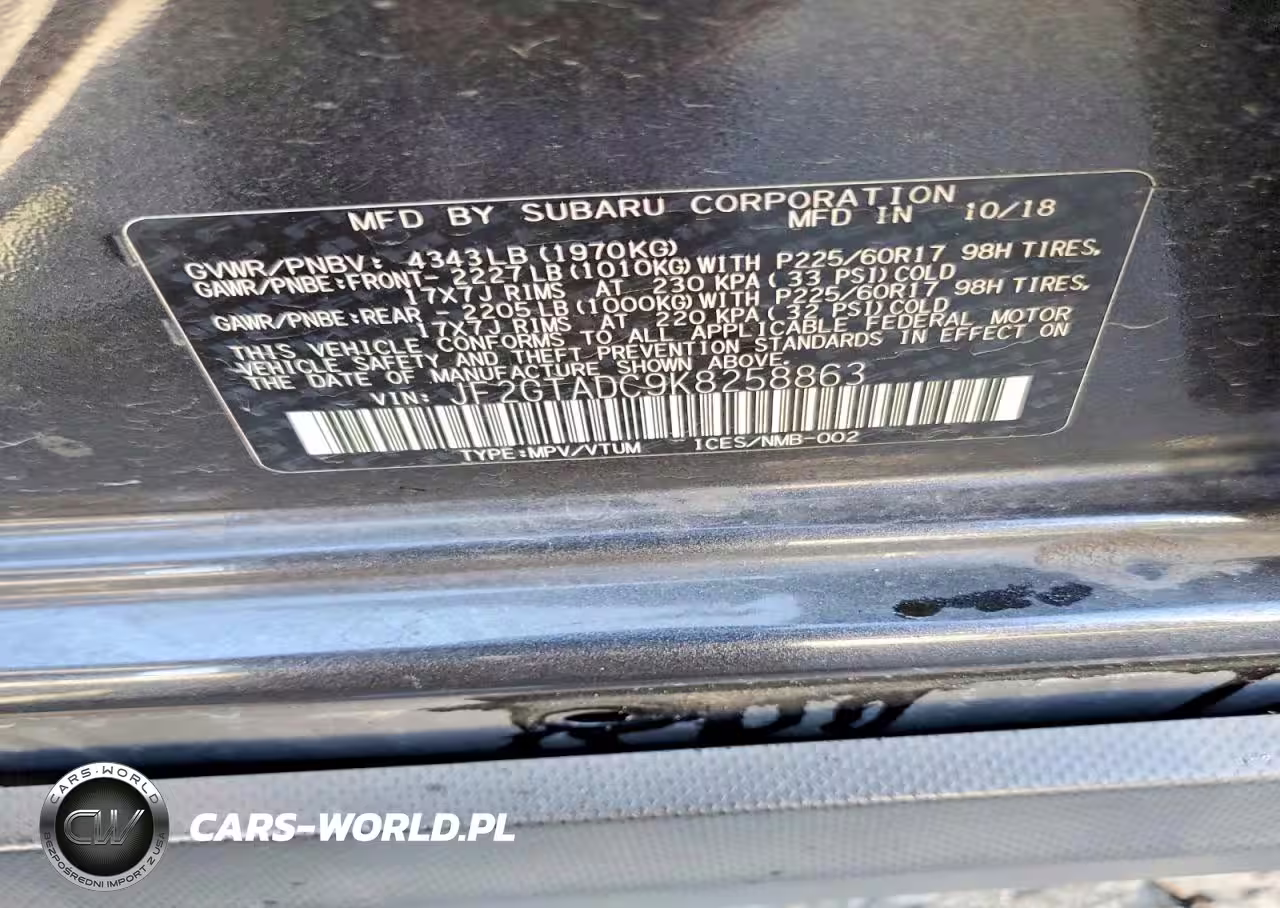 MFD BY SUBARU CORPORATION
MFD IN 10/18
GVWR/PNBV: 4343LB (1970KG)
GAWR/PNBE:FRONT- 2227LB(1010KG)WITH P225/60R17 98H TIRES,
17X7J RIMS AT 230 KPA( 33 PSI)COLD
GAWR/PNBE:REAR - 2205LB(1000KG)WITH P225/60R17 98H TIRES,
17X7J RIMS AT 220 KPA( 32 PSI)COLD
THIS VEHICLE CONFORMS TO ALL APPLICABLE FEDERAL MOTOR
VEHICLE SAFETY AND THEFT PREVENTION STANDARDS IN EFFECT ON
THE DATE OF MANUFACTURE SHOWN ABOVE.
VIN: JF2GTADC9K8258863
TYPE:MPV/VTUM ICES/NMB-002
CARS-WORLD
CW
BEZPOŚREDNI IMPORT Z USA
CARS-WORLD.PL